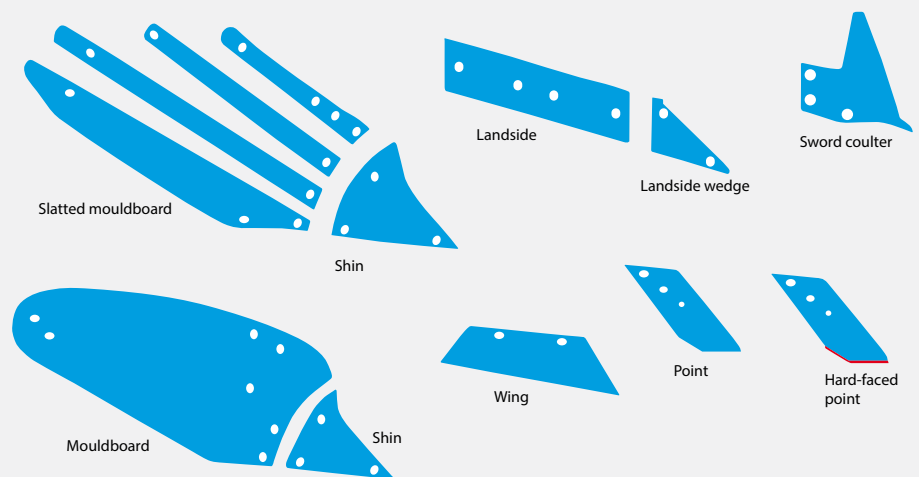 Slatted mouldboard
Shin
Landside
Landside wedge
Sword coulter
Mouldboard
Shin
Wing
Point
Hard-faced
point